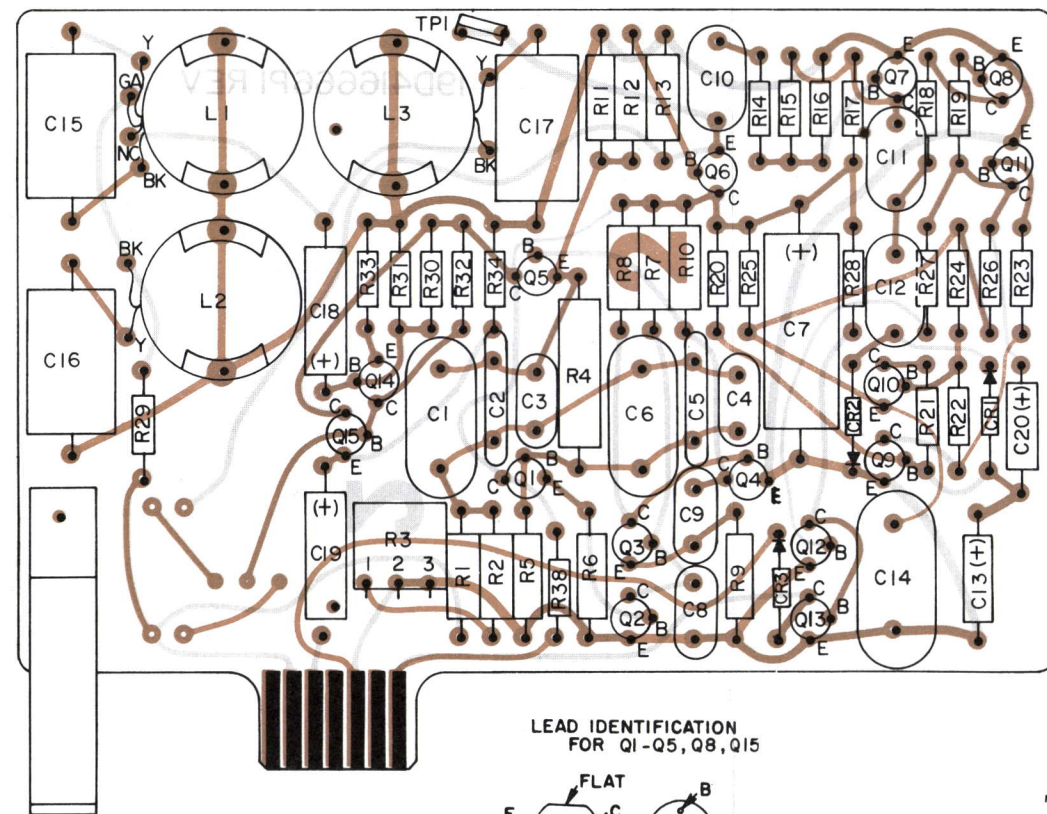 TP1
Y
GA
NC
BK
C15
L1
L3
Y
BK
C17
R11
R12
R13
C10
R14
R15
R16
R17
E
Q7
B
R18
R19
E
B
Q8
C
19D416666P1 REV
E
B
Q6
C
C11
E
B
Q11
C
BK
Y
L2
C16
R29
C18
(+)
R33
R31
R30
R32
R34
B
Q5
C
E
R8
R7
2
R10
R20
R25
(+)
C7
R28
C12
R27
R24
R26
R23
E
B
Q14
C
C
Q15
B
E
C1
C2
C3
R4
C6
C5
C4
CR2
C
B
Q10
E
C
Q9
B
E
R21
R22
CR1
C20(+)
C
Q1
B
E
B
C
Q4
E
(+)
C19
R3
1 2 3
R1
R2
R5
R38
R6
C
Q3
B
E
Q2
B
E
C9
C8
R9
CR3
C
Q12
B
E
C
Q13
B
E
C14
C13(+)
LEAD IDENTIFICATION
FOR Q1-Q5, Q8, Q15
FLAT
E
C
B